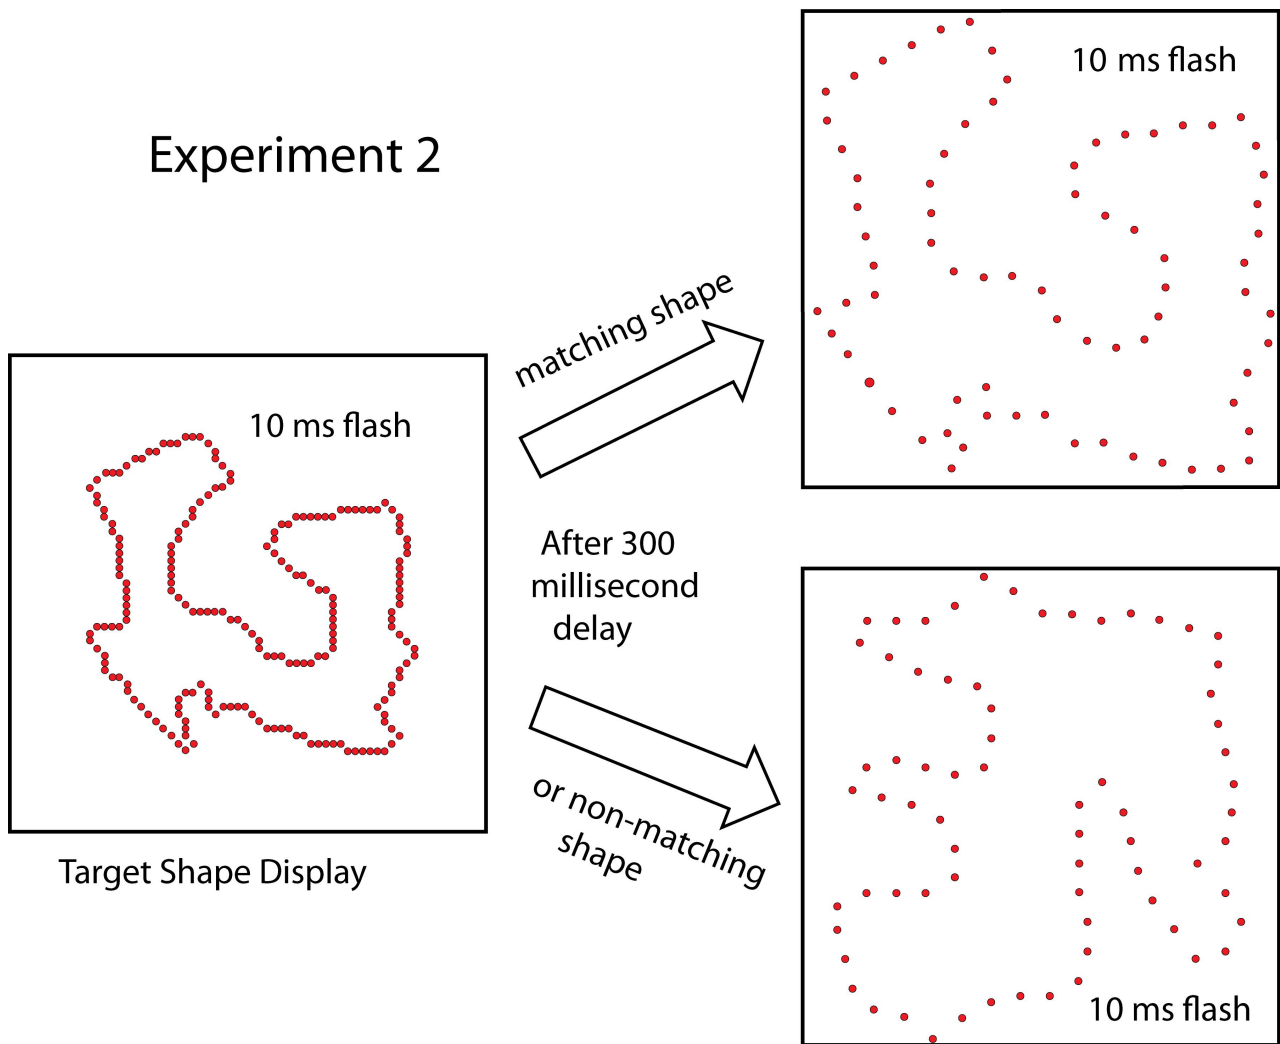 Experiment 2
10 ms flash
Target Shape Display
matching shape
After 300
millisecond
delay
or non-matching
shape
10 ms flash
10 ms flash